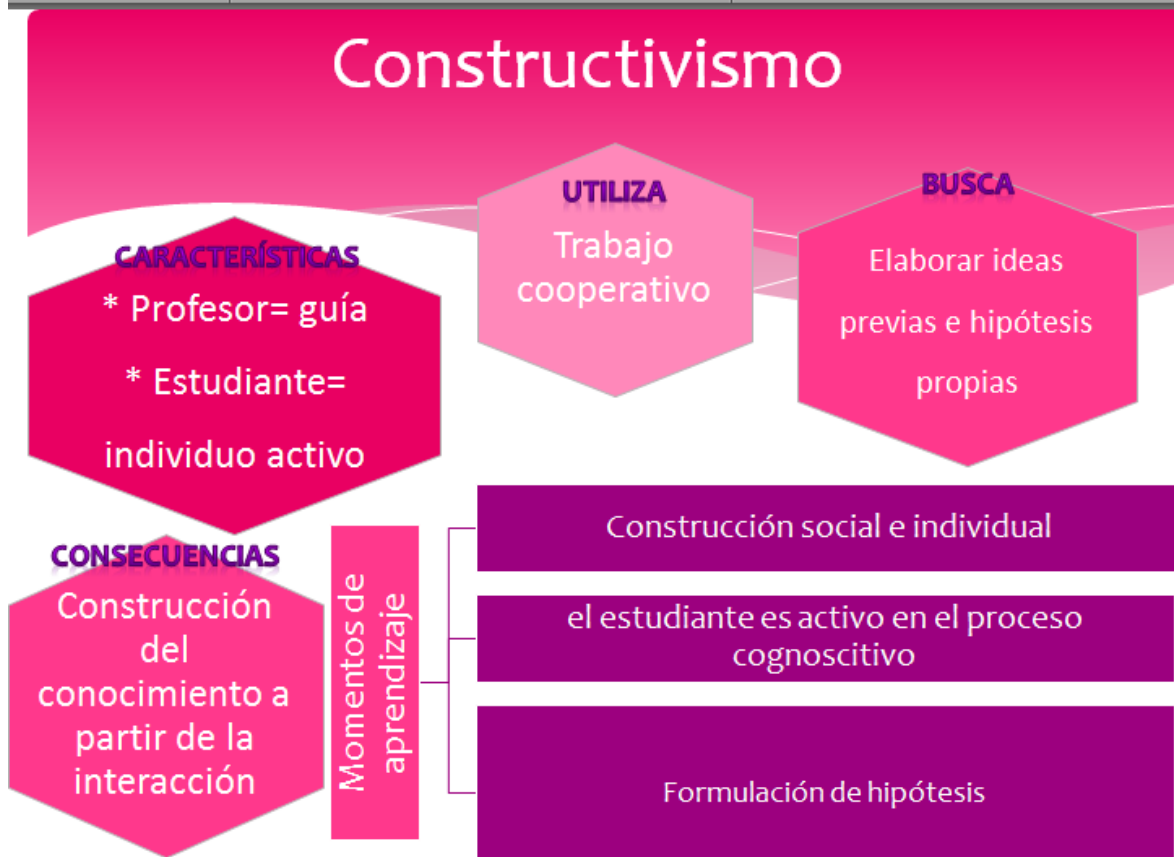 Constructivismo
CARACTERÍSTICAS
* Profesor= guía
* Estudiante=
individuo activo
UTILIZA
Trabajo
cooperativo
BUSCA
Elaborar ideas
previas e hipótesis
propias
CONSECUENCIAS
Construcción
del
conocimiento a
partir de la
interacción
Momentos de
aprendizaje
Construcción social e individual
el estudiante es activo en el proceso
cognoscitivo
Formulación de hipótesis